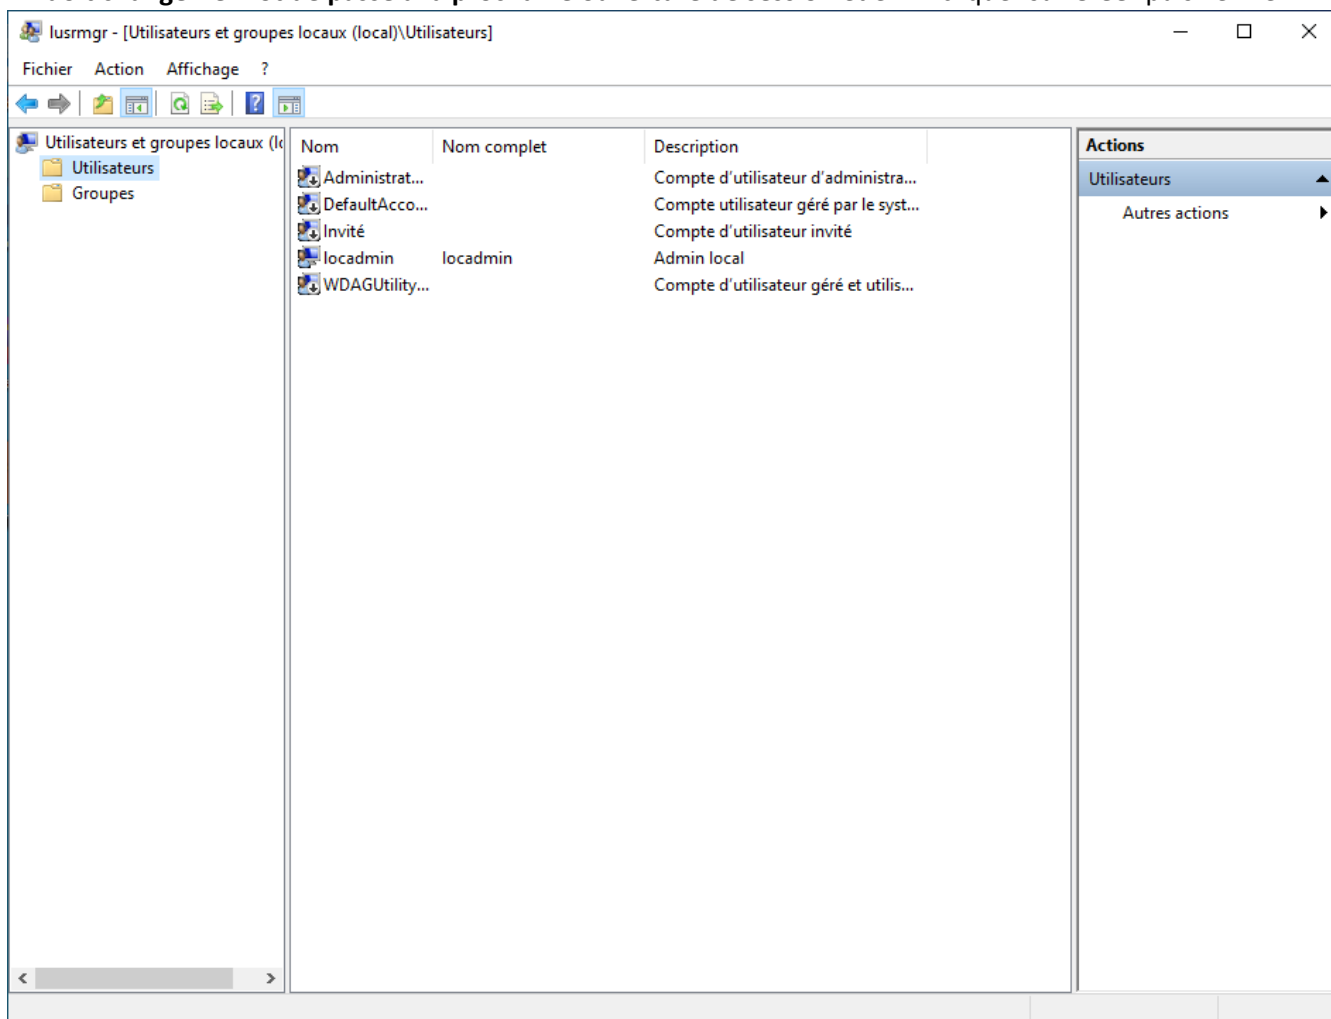 lusrmgr - [Utilisateurs et groupes locaux (local)\Utilisateurs]
Fichier Action Affichage ?
Utilisateurs et groupes locaux (lo
Utilisateurs
Groupes
Nom Nom complet Description
Administrat... Compte d'utilisateur d'administra...
DefaultAcco... Compte utilisateur géré par le syst...
Invité Compte d'utilisateur invité
locadmin locadmin Admin local
WDAGUtility... Compte d'utilisateur géré et utilis...
Actions
Utilisateurs
Autres actions